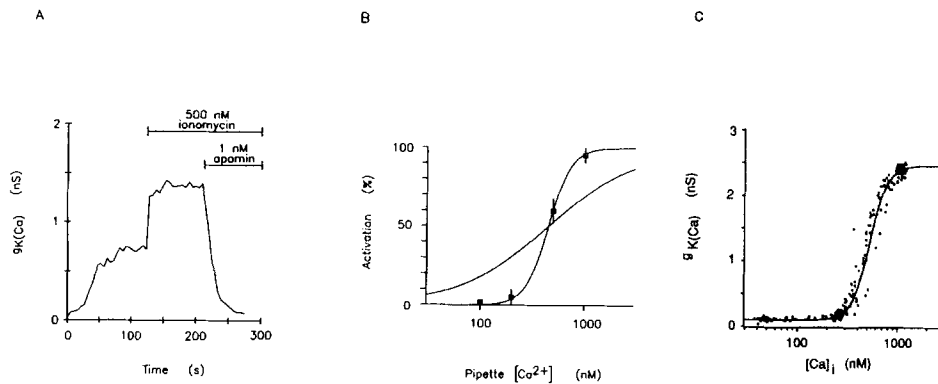 A
B
C
500 nM
ionomycin
1 nM
apamin
2
1
0
gK(Ca) (nS)
0
100
200
300
Time (s)
100
50
0
Activation (%)
100
1000
Pipette [Ca2+] (nM)
3
2
1
0
g K(Ca) (nS)
100
1000
[Ca]i (nM)